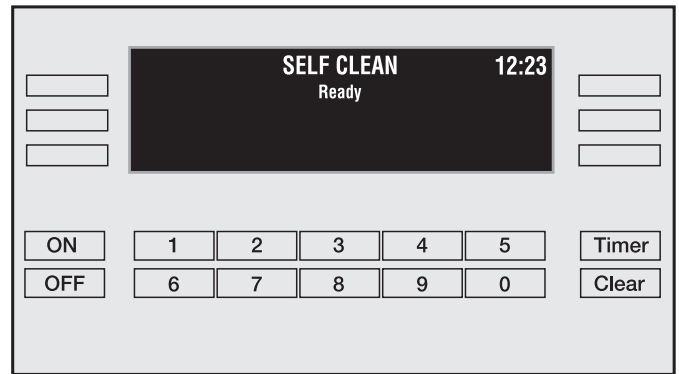 SELF CLEAN 12:23
Ready
ON 1 2 3 4 5 Timer
OFF 6 7 8 9 0 Clear